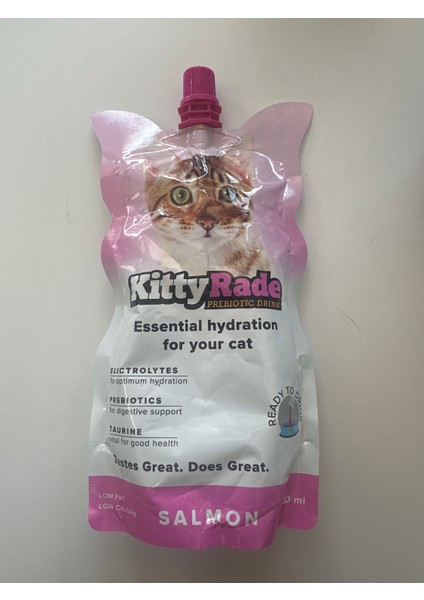 KittyRade
PREBIOTIC DRINK
Essential hydration
for your cat
ELECTROLYTES
for optimum hydration
PREBIOTICS
for digestive support
TAURINE
vital for good health
READY TO
Tastes Great. Does Great.
LOW FAT
LOW CALORIE
ml
SALMON